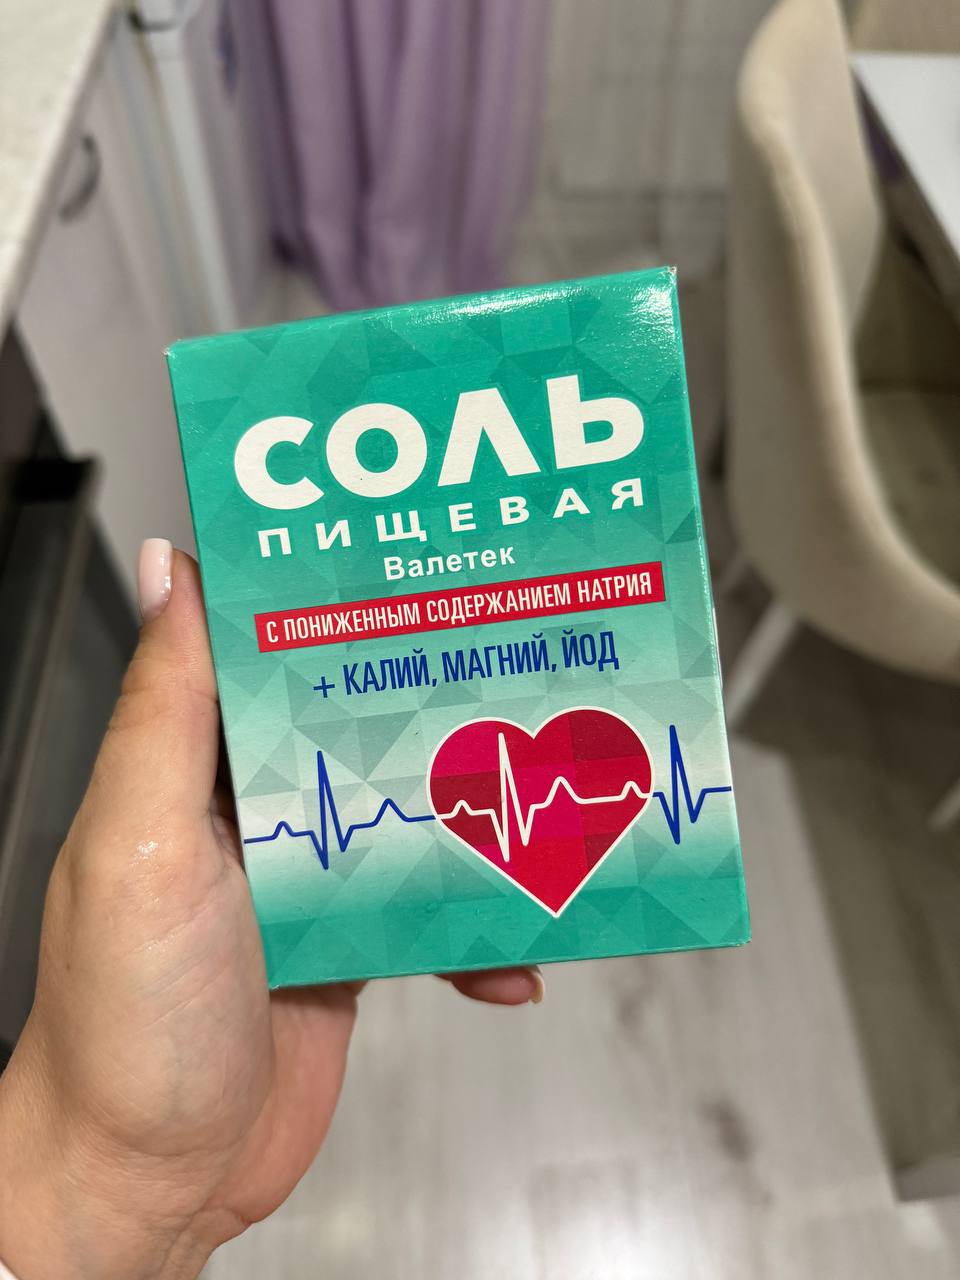 СОЛЬ
ПИЩЕВАЯ
Валетек
С ПОНИЖЕННЫМ СОДЕРЖАНИЕМ НАТРИЯ
+ КАЛИЙ, МАГНИЙ, ЙОД